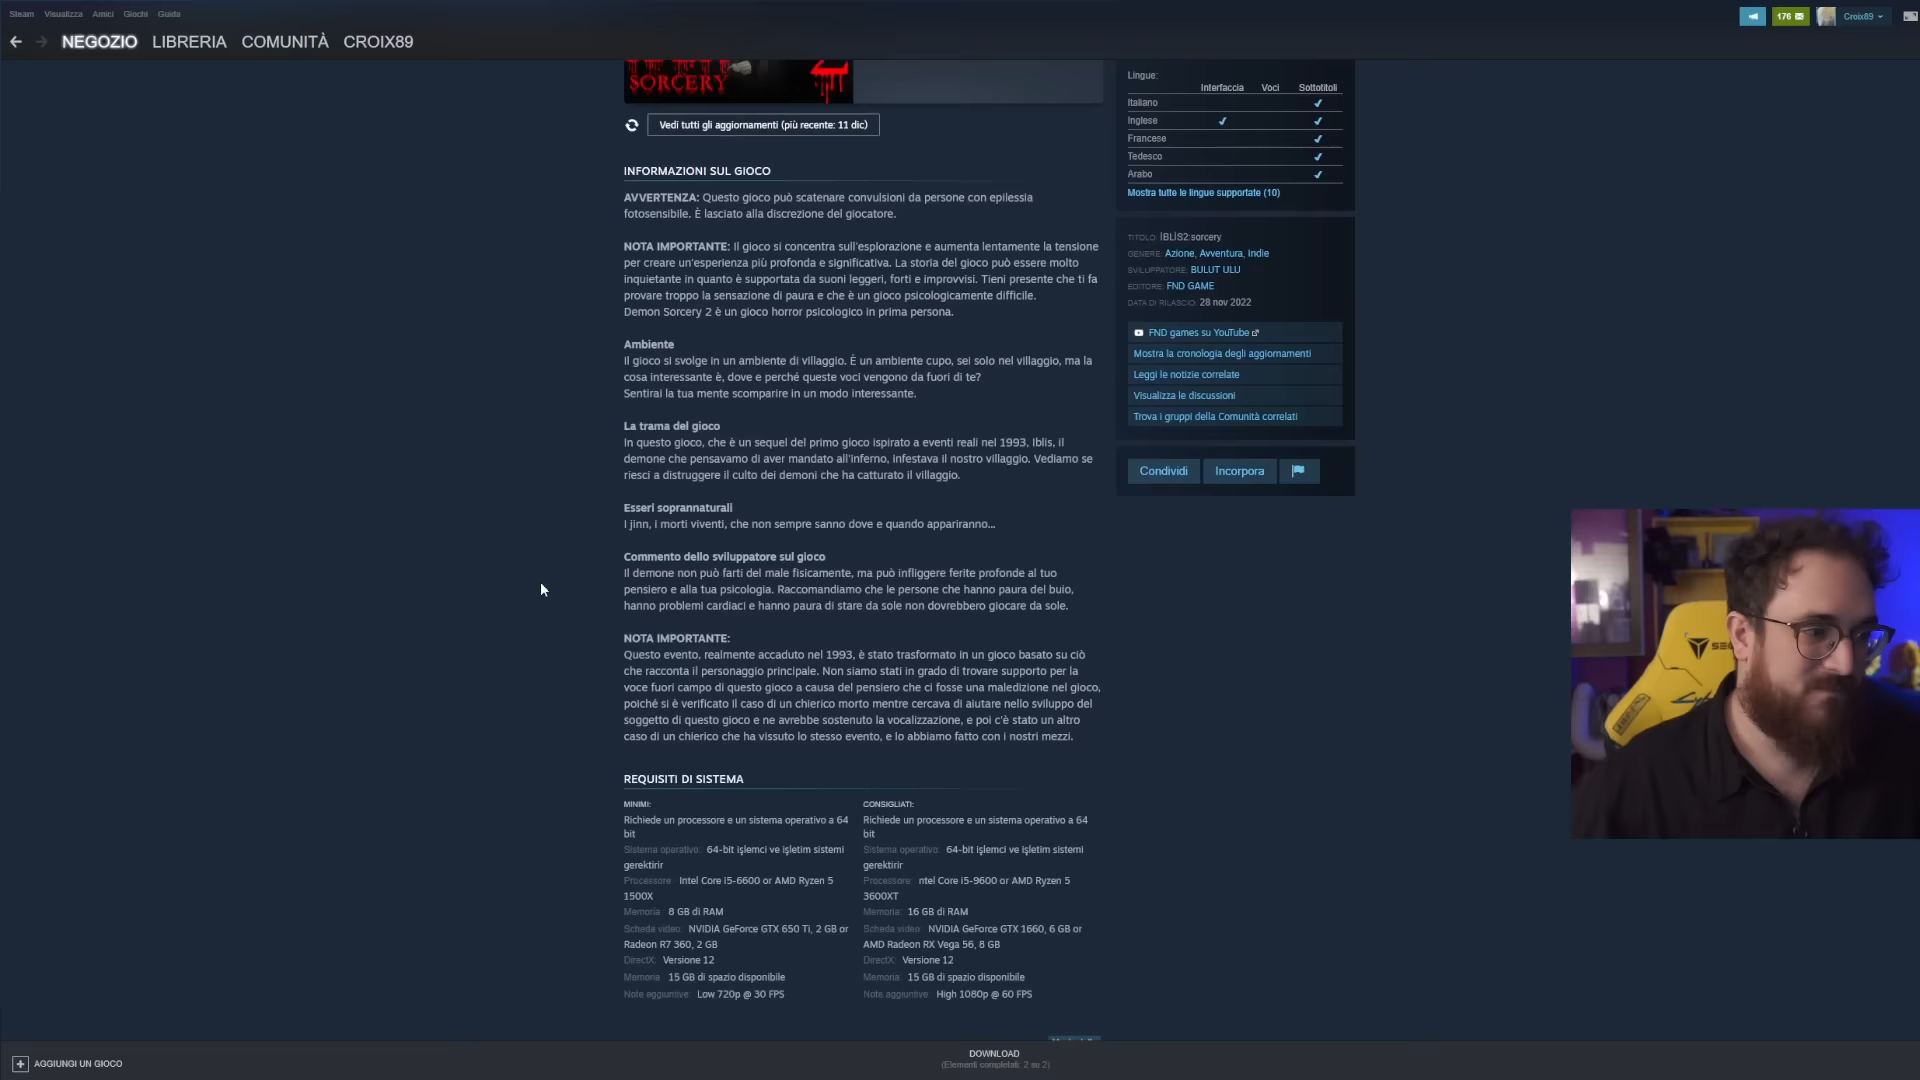 Steam Visualizza Amici Giochi Guida
176
Croix89
NEGOZIO LIBRERIA COMUNITÀ CROIX89
SORCERY 2
Vedi tutti gli aggiornamenti (più recente: 11 dic)
INFORMAZIONI SUL GIOCO
AVVERTENZA: Questo gioco può scatenare convulsioni da persone con epilessia
fotosensibile. È lasciato alla discrezione del giocatore.
NOTA IMPORTANTE: Il gioco si concentra sull'esplorazione e aumenta lentamente la tensione
per creare un'esperienza più profonda e significativa. La storia del gioco può essere molto
inquietante in quanto è supportata da suoni leggeri, forti e improvvisi. Tieni presente che ti fa
provare troppo la sensazione di paura e che è un gioco psicologicamente difficile.
Demon Sorcery 2 è un gioco horror psicologico in prima persona.
Ambiente
Il gioco si svolge in un ambiente di villaggio. È un ambiente cupo, sei solo nel villaggio, ma la
cosa interessante è, dove e perché queste voci vengono da fuori di te?
Sentirai la tua mente scomparire in un modo interessante.
La trama del gioco
In questo gioco, che è un sequel del primo gioco ispirato a eventi reali nel 1993, Iblis, il
demone che pensavamo di aver mandato all'inferno, infestava il nostro villaggio. Vediamo se
riesci a distruggere il culto dei demoni che ha catturato il villaggio.
Esseri soprannaturali
I jinn, i morti viventi, che non sempre sanno dove e quando appariranno...
Commento dello sviluppatore sul gioco
Il demone non può farti del male fisicamente, ma può infliggere ferite profonde al tuo
pensiero e alla tua psicologia. Raccomandiamo che le persone che hanno paura del buio,
hanno problemi cardiaci e hanno paura di stare da sole non dovrebbero giocare da sole.
NOTA IMPORTANTE:
Questo evento, realmente accaduto nel 1993, è stato trasformato in un gioco basato su ciò
che racconta il personaggio principale. Non siamo stati in grado di trovare supporto per la
voce fuori campo di questo gioco a causa del pensiero che ci fosse una maledizione nel gioco,
poiché si è verificato il caso di un chierico morto mentre cercava di aiutare nello sviluppo del
soggetto di questo gioco e ne avrebbe sostenuto la vocalizzazione, e poi c'è stato un altro
caso di un chierico che ha vissuto lo stesso evento, e lo abbiamo fatto con i nostri mezzi.
REQUISITI DI SISTEMA
MINIMI:
Richiede un processore e un sistema operativo a 64
bit
Sistema operativo: 64-bit işlemci ve işletim sistemi
gerektirir
Processore: Intel Core i5-6600 or AMD Ryzen 5
1500X
Memoria: 8 GB di RAM
Scheda video: NVIDIA GeForce GTX 650 Ti, 2 GB or
Radeon R7 360, 2 GB
DirectX: Versione 12
Memoria: 15 GB di spazio disponibile
Note aggiuntive: Low 720p @ 30 FPS
CONSIGLIATI:
Richiede un processore e un sistema operativo a 64
bit
Sistema operativo: 64-bit işlemci ve işletim sistemi
gerektirir
Processore: ntel Core i5-9600 or AMD Ryzen 5
3600XT
Memoria: 16 GB di RAM
Scheda video: NVIDIA GeForce GTX 1660, 6 GB or
AMD Radeon RX Vega 56, 8 GB
DirectX: Versione 12
Memoria: 15 GB di spazio disponibile
Note aggiuntive: High 1080p @ 60 FPS
Lingue:
Interfaccia Voci Sottotitoli
Italiano
Inglese
Francese
Tedesco
Arabo
Mostra tutte le lingue supportate (10)
TITOLO: İBLİS2:sorcery
GENERE: Azione, Avventura, Indie
SVILUPPATORE: BULUT ULU
EDITORE: FND GAME
DATA DI RILASCIO: 28 nov 2022
FND games su YouTube
Mostra la cronologia degli aggiornamenti
Leggi le notizie correlate
Visualizza le discussioni
Trova i gruppi della Comunità correlati
Condividi Incorpora
AGGIUNGI UN GIOCO
DOWNLOAD
(Elementi completati: 2 su 2)